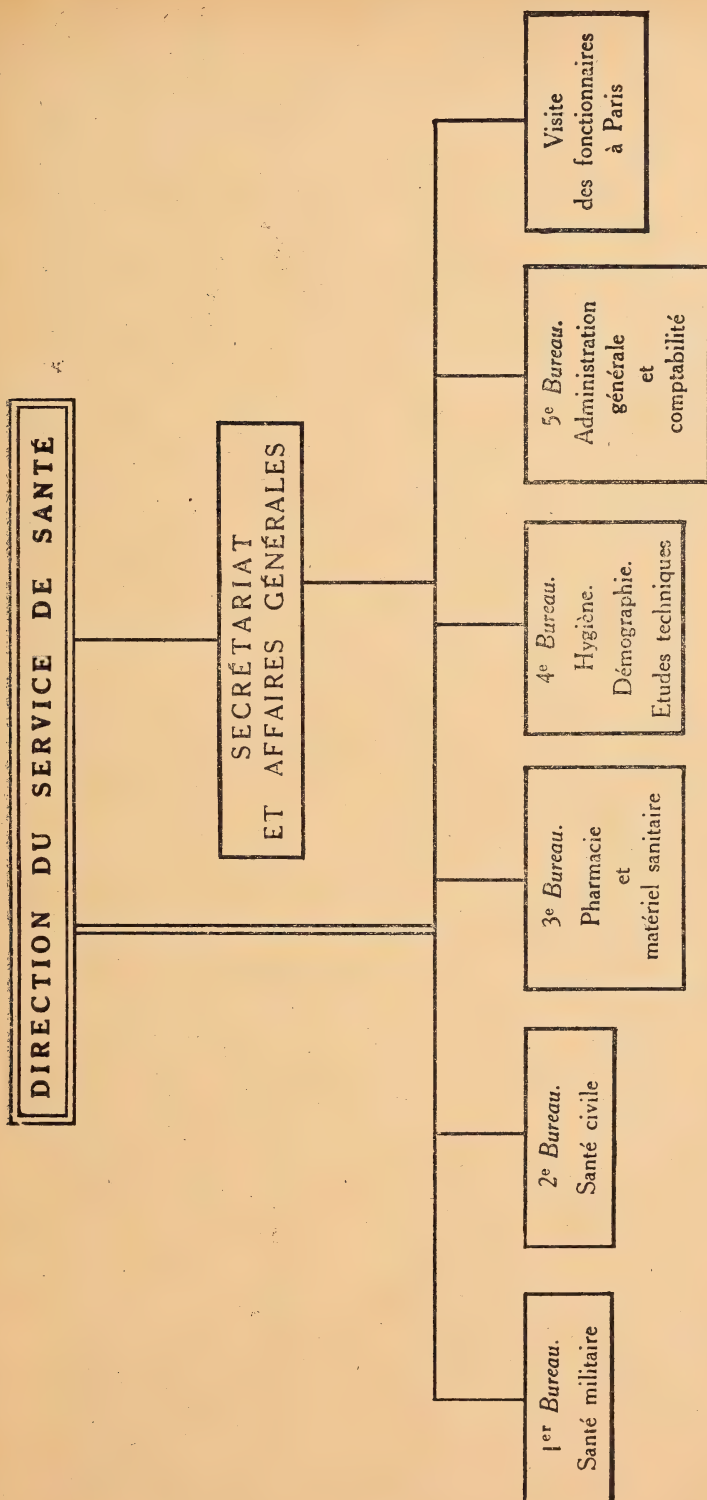 DIRECTION DU SERVICE DE SANTÉ
SECRÉTARIAT
ET AFFAIRES GÉNÉRALES
1er Bureau.
Santé militaire
2e Bureau.
Santé civile
3e Bureau.
Pharmacie
et
matériel sanitaire
4e Bureau.
Hygiène.
Démographie.
Etudes techniques
5e Bureau.
Administration
générale
et
comptabilité
Visite
des fonctionnaires
à Paris